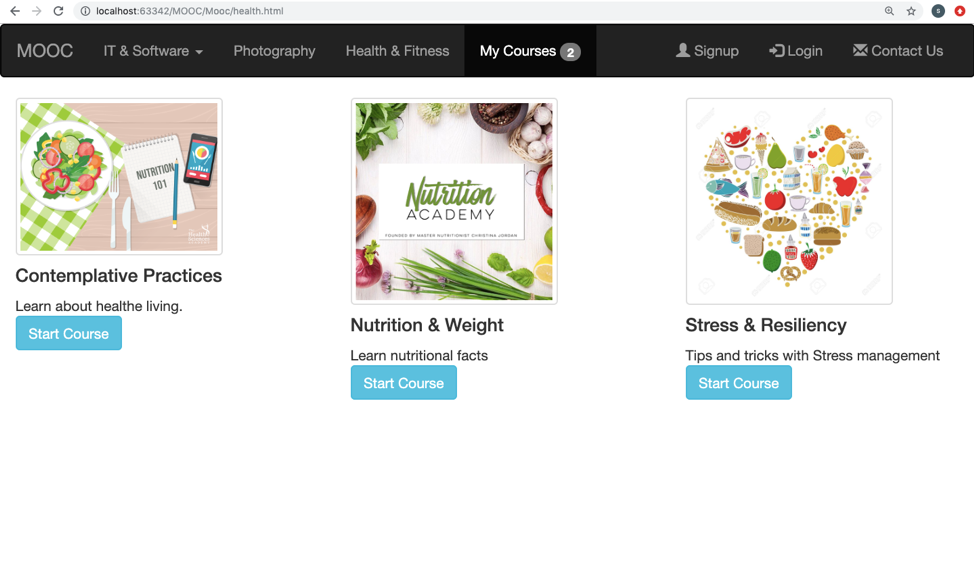 localhost:63342/MOOC/Mooc/health.html
MOOC IT & Software Photography Health & Fitness My Courses 2 Signup Login Contact Us
NUTRITION
101
Nutrition
ACADEMY
FOUNDED BY MASTER NUTRITIONIST CHRISTINA JORDAN
Contemplative Practices
Learn about healthe living.
Start Course
Nutrition & Weight
Learn nutritional facts
Start Course
Stress & Resiliency
Tips and tricks with Stress management
Start Course